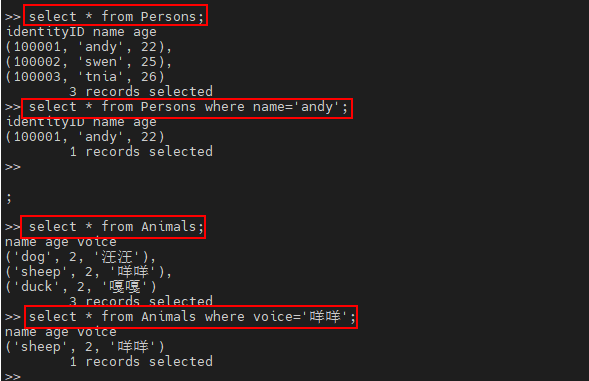 >> select * from Persons;
identityID name age
(100001, 'andy', 22),
(100002, 'swen', 25),
(100003, 'tnia', 26)
        3 records selected
>> select * from Persons where name='andy';
identityID name age
(100001, 'andy', 22)
        1 records selected
>>
;
>> select * from Animals;
name age voice
('dog', 2, '汪汪'),
('sheep', 2, '咩咩'),
('duck', 2, '嘎嘎')
        3 records selected
>> select * from Animals where voice='咩咩';
name age voice
('sheep', 2, '咩咩')
        1 records selected
>>